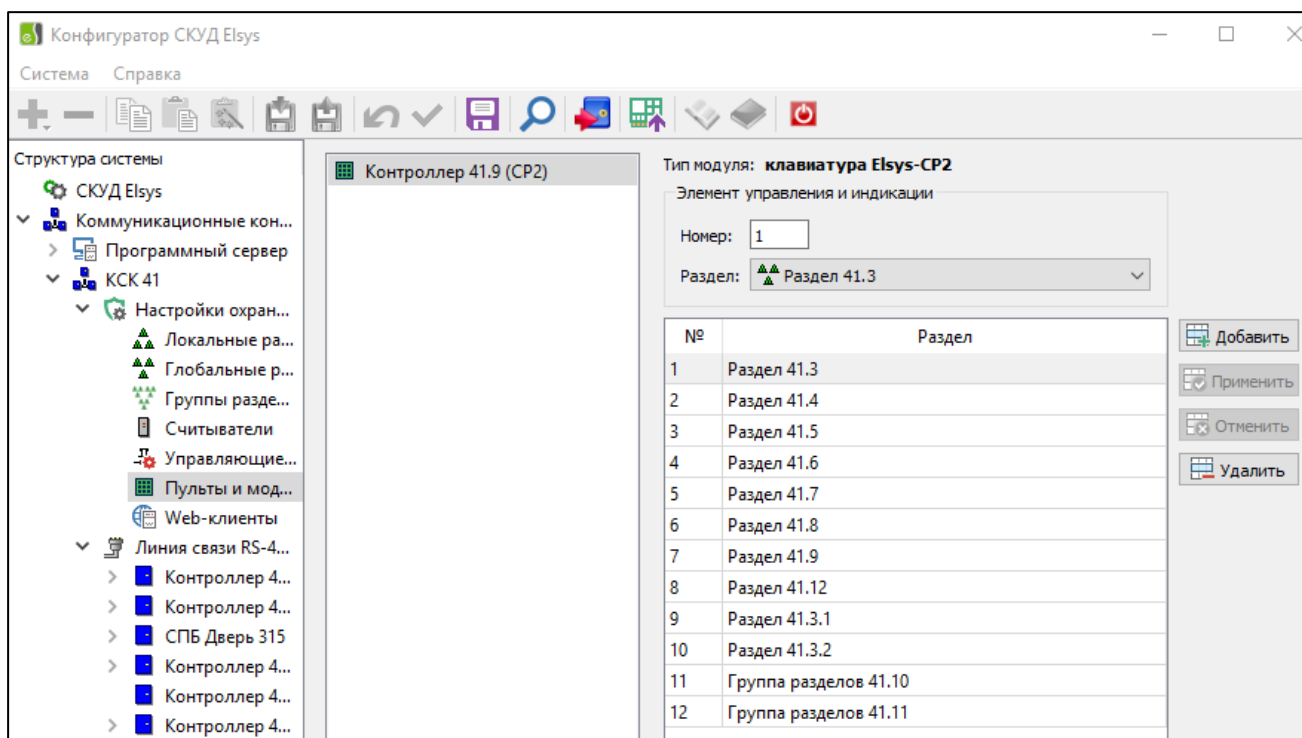 Конфигуратор СКУД Elsys
Система Справка
Структура системы
СКУД Elsys
Коммуникационные кон...
Программный сервер
КСК 41
Настройки охран...
Локальные ра...
Глобальные р...
Группы разде...
Считыватели
Управляющие...
Пульты и мод...
Web-клиенты
Линия связи RS-4...
Контроллер 4...
Контроллер 4...
СПБ Дверь 315
Контроллер 4...
Контроллер 4...
Контроллер 4...
Контроллер 41.9 (CP2)
Тип модуля: клавиатура Elsys-CP2
Элемент управления и индикации
Номер: 1
Раздел: Раздел 41.3
№ Раздел
1 Раздел 41.3
2 Раздел 41.4
3 Раздел 41.5
4 Раздел 41.6
5 Раздел 41.7
6 Раздел 41.8
7 Раздел 41.9
8 Раздел 41.12
9 Раздел 41.3.1
10 Раздел 41.3.2
11 Группа разделов 41.10
12 Группа разделов 41.11
Добавить
Применить
Отменить
Удалить